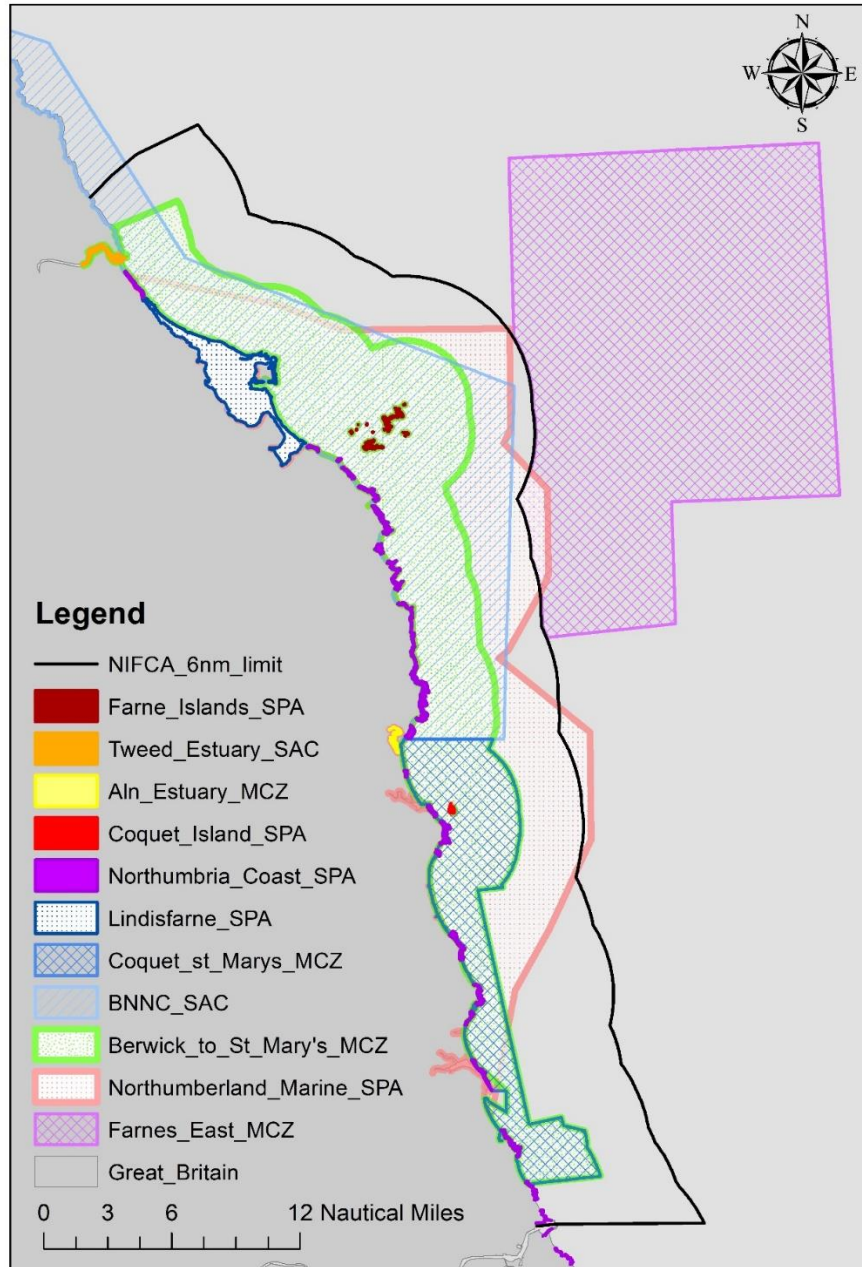 N
W E
S
Legend
NIFCA_6nm_limit
Farne_Islands_SPA
Tweed_Estuary_SAC
Aln_Estuary_MCZ
Coquet_Island_SPA
Northumbria_Coast_SPA
Lindisfarne_SPA
Coquet_st_Marys_MCZ
BNNC_SAC
Berwick_to_St_Mary's_MCZ
Northumberland_Marine_SPA
Farnes_East_MCZ
Great_Britain
0 3 6 12 Nautical Miles